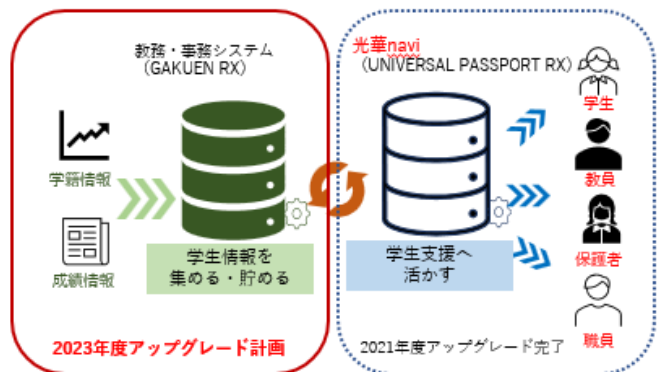 教務・事務システム
（GAKUEN RX）
学籍情報
成績情報
学生情報を
集める・貯める
2023年度アップグレード計画
光華navi
（UNIVERSAL PASSPORT RX）
学生
教員
保護者
職員
学生支援へ
活かす
2021年度アップグレード完了